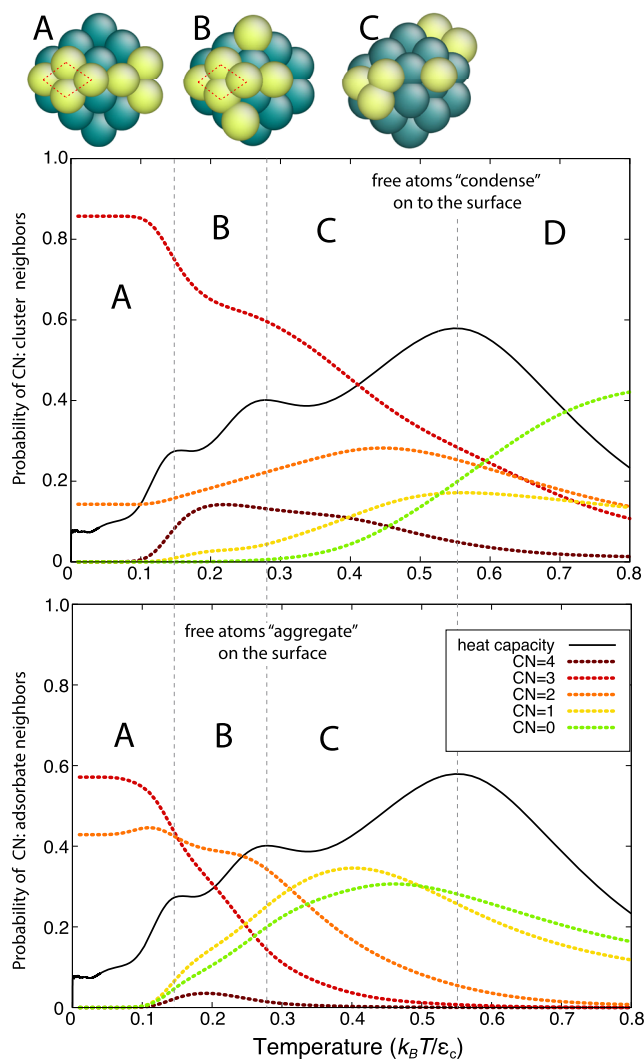 A
B
C
Probability of CN: cluster neighbors
1.0
0.8
0.6
0.4
0.2
0
free atoms "condense"
on to the surface
A
B
C
D
0
0.1
0.2
0.3
0.4
0.5
0.6
0.7
0.8
Probability of CN: adsorbate neighbors
1.0
0.8
0.6
0.4
0.2
0
free atoms "aggregate"
on the surface
A
B
C
heat capacity
CN=4
CN=3
CN=2
CN=1
CN=0
0
0.1
0.2
0.3
0.4
0.5
0.6
0.7
0.8
Temperature (k_BT/ε_c)